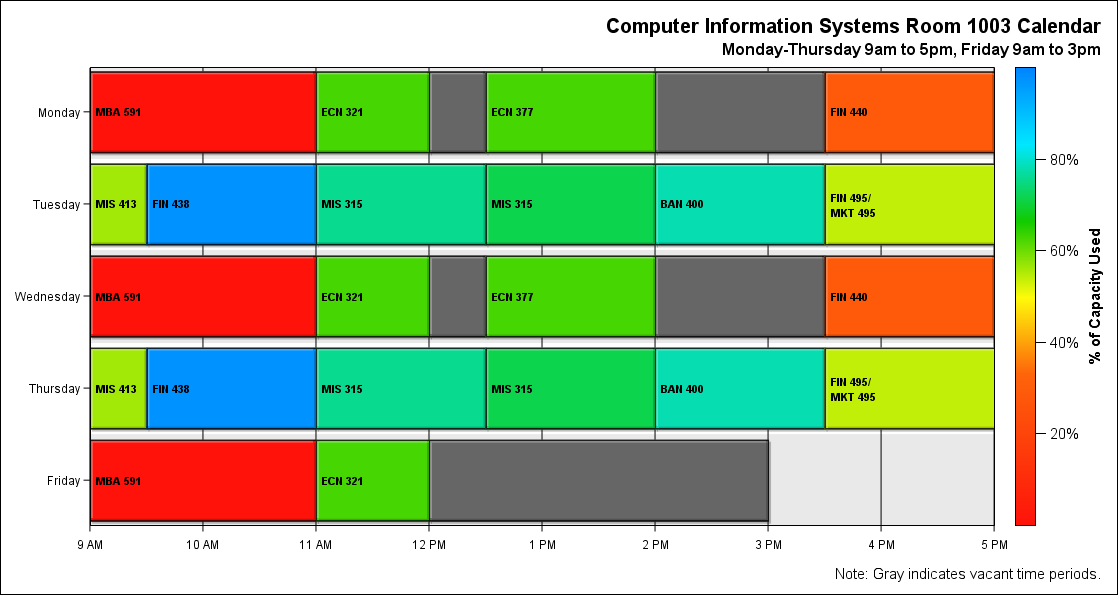 Computer Information Systems Room 1003 Calendar
Monday-Thursday 9am to 5pm, Friday 9am to 3pm
Monday
MBA 591
ECN 321
ECN 377
FIN 440
Tuesday
MIS 413
FIN 438
MIS 315
MIS 315
BAN 400
FIN 495/
MKT 495
Wednesday
MBA 591
ECN 321
ECN 377
FIN 440
Thursday
MIS 413
FIN 438
MIS 315
MIS 315
BAN 400
FIN 495/
MKT 495
Friday
MBA 591
ECN 321
9 AM
10 AM
11 AM
12 PM
1 PM
2 PM
3 PM
4 PM
5 PM
80%
60%
40%
20%
% of Capacity Used
Note: Gray indicates vacant time periods.